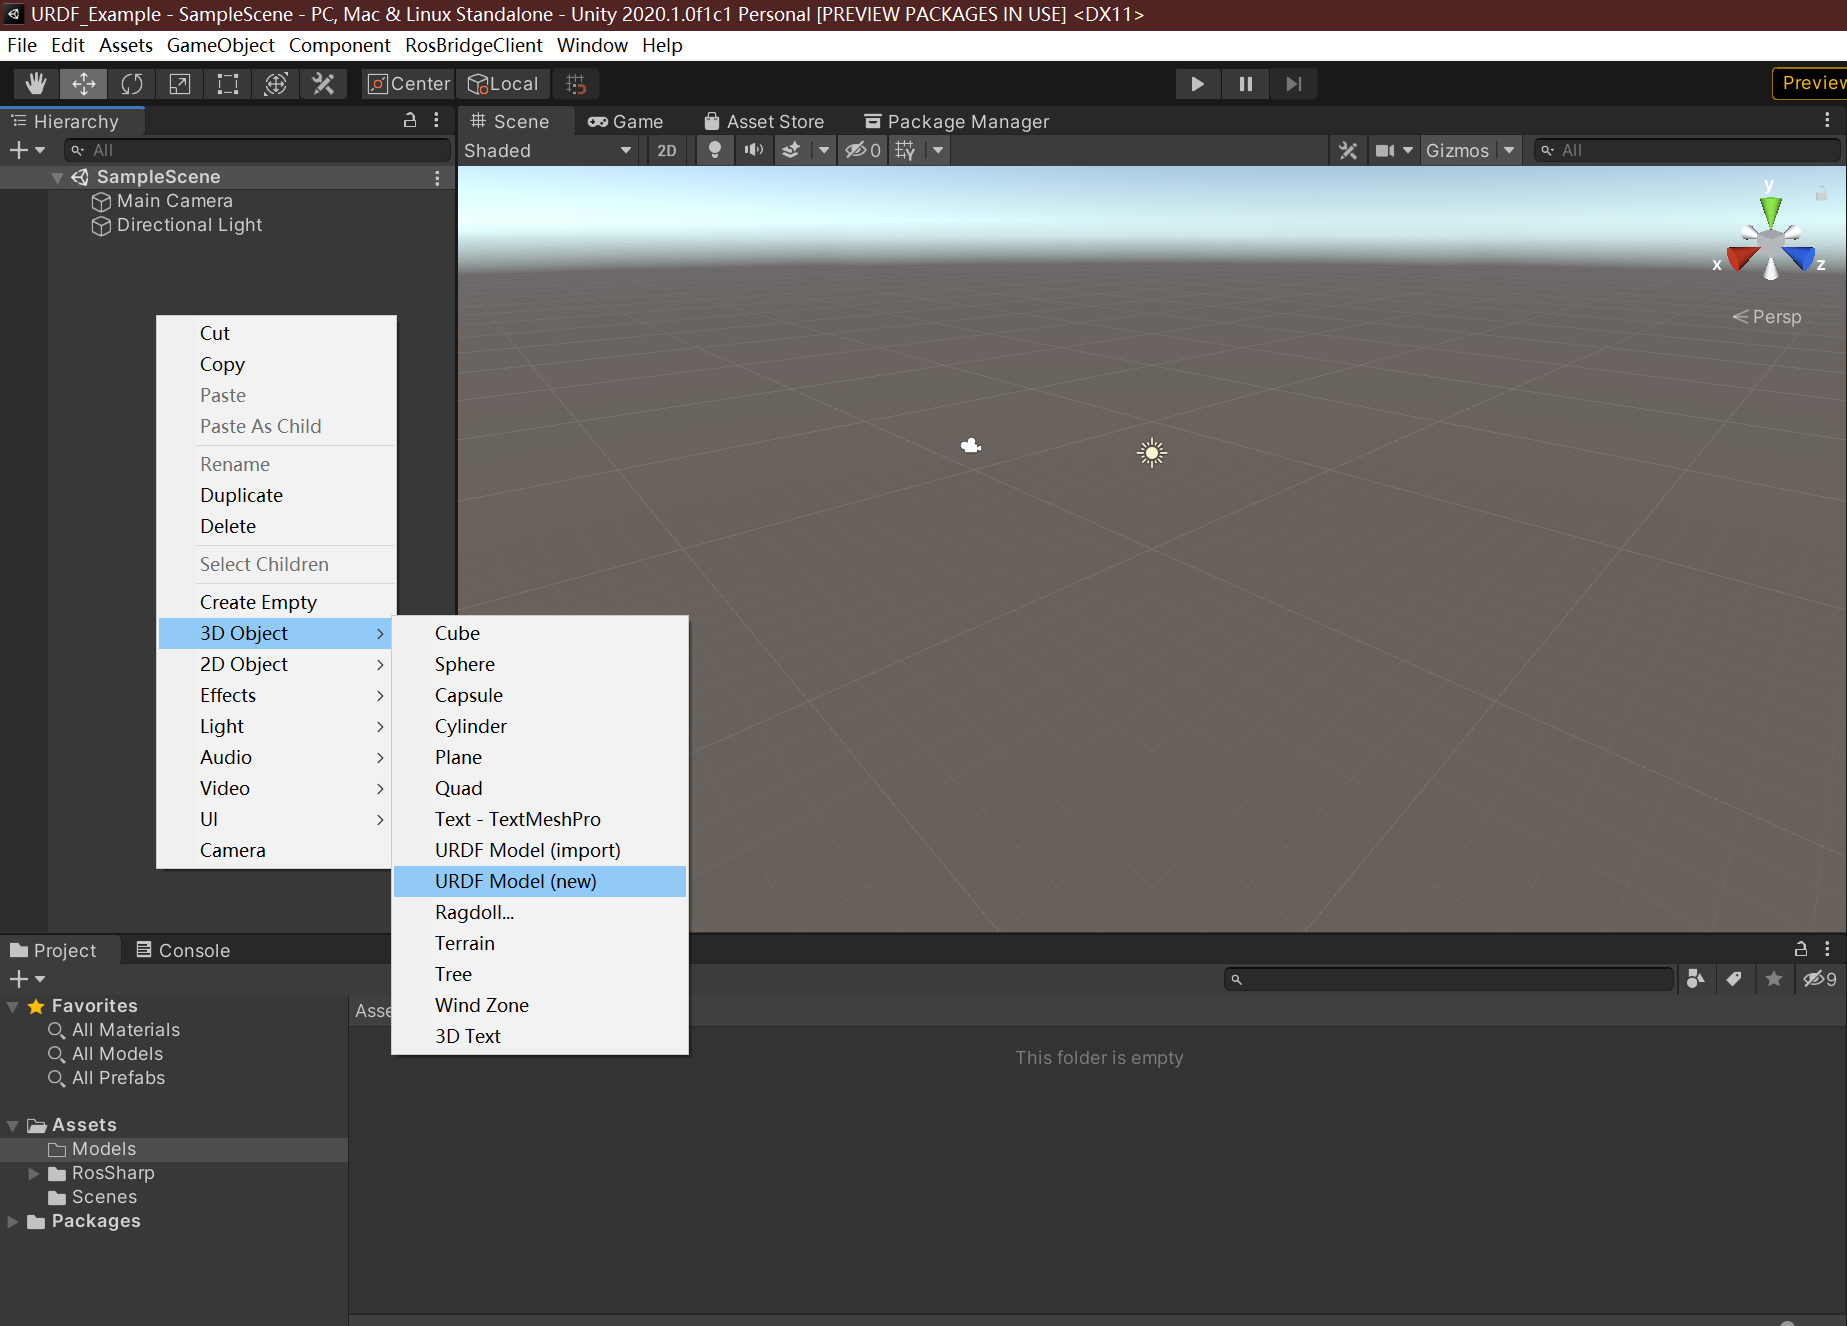 URDF_Example - SampleScene - PC, Mac & Linux Standalone - Unity 2020.1.0f1c1 Personal [PREVIEW PACKAGES IN USE] <DX11>
File Edit Assets GameObject Component RosBridgeClient Window Help
Center Local Preview
Hierarchy
Scene Game Asset Store Package Manager
All
Shaded 2D 0 Gizmos All
SampleScene
Main Camera
Directional Light
y
x
z
Persp
Cut
Copy
Paste
Paste As Child
Rename
Duplicate
Delete
Select Children
Create Empty
3D Object
2D Object
Effects
Light
Audio
Video
UI
Camera
Cube
Sphere
Capsule
Cylinder
Plane
Quad
Text - TextMeshPro
URDF Model (import)
URDF Model (new)
Ragdoll...
Terrain
Tree
Wind Zone
3D Text
Project Console
9
Favorites
All Materials
All Models
All Prefabs
Assets
Models
RosSharp
Scenes
Packages
Asse
This folder is empty